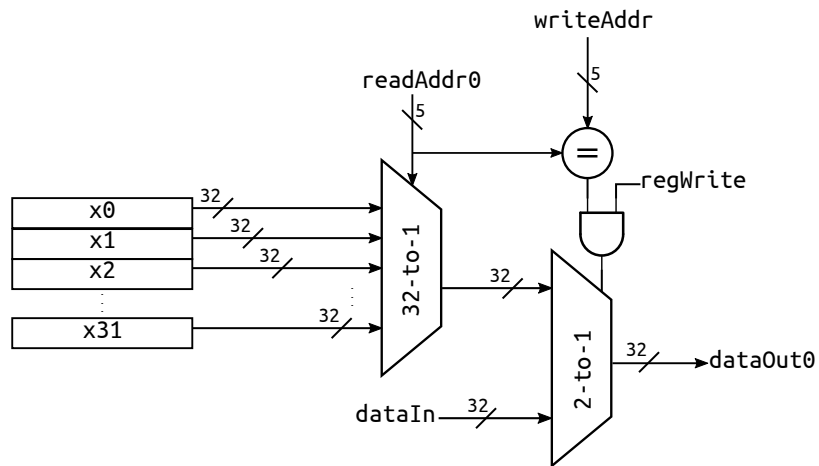 writeAddr
5
readAddr0
5
=
regWrite
x0
32
x1
32
x2
32
x31
32
32-to-1
32
2-to-1
32
dataOut0
dataIn
32